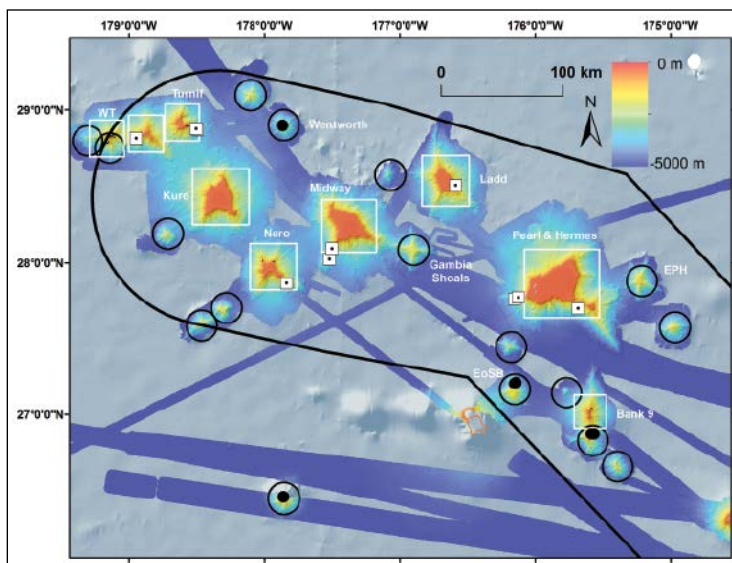 179°0'0"W 178°0'0"W 177°0'0"W 176°0'0"W 175°0'0"W
0 m
0 100 km
N
-5000 m
29°0'0"N
28°0'0"N
27°0'0"N
WT
Turnif
Wentworth
Ladd
Kure
Midway
Nero
Gambia
Shoals
Pearl & Hermes
EPH
EoSB
Bank 9